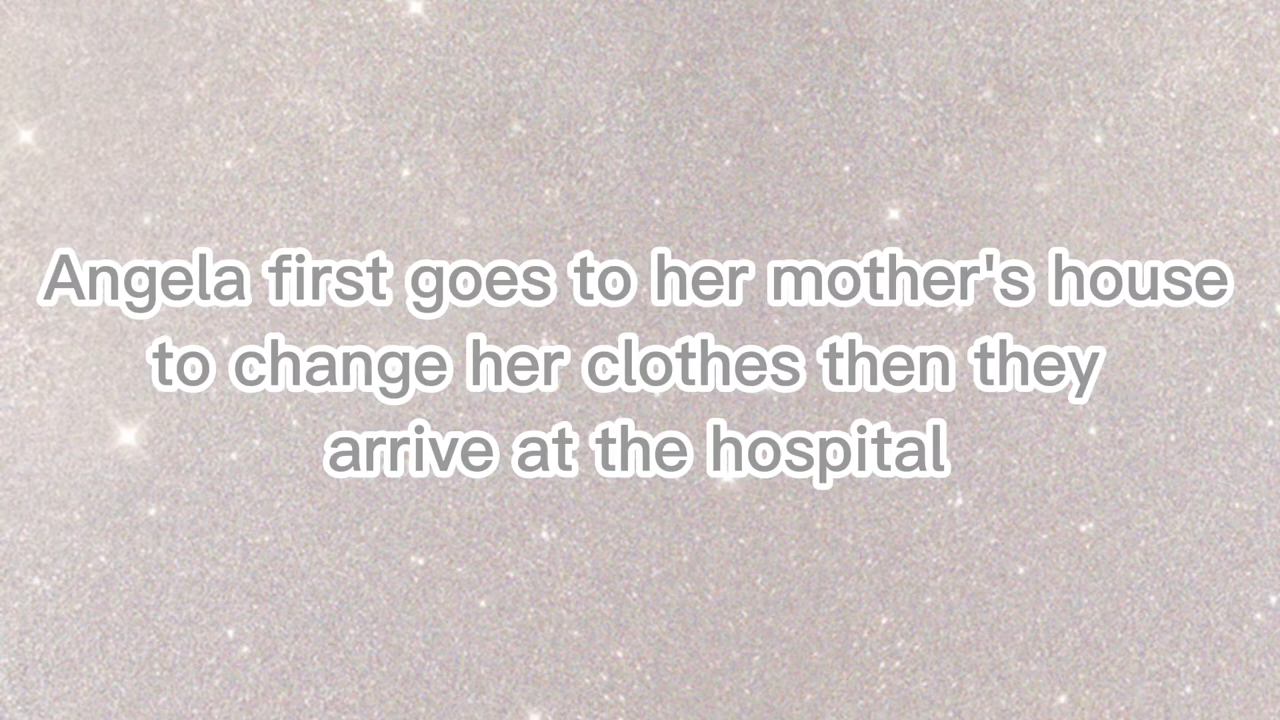 Angela first goes to her mother's house
to change her clothes then they
arrive at the hospital